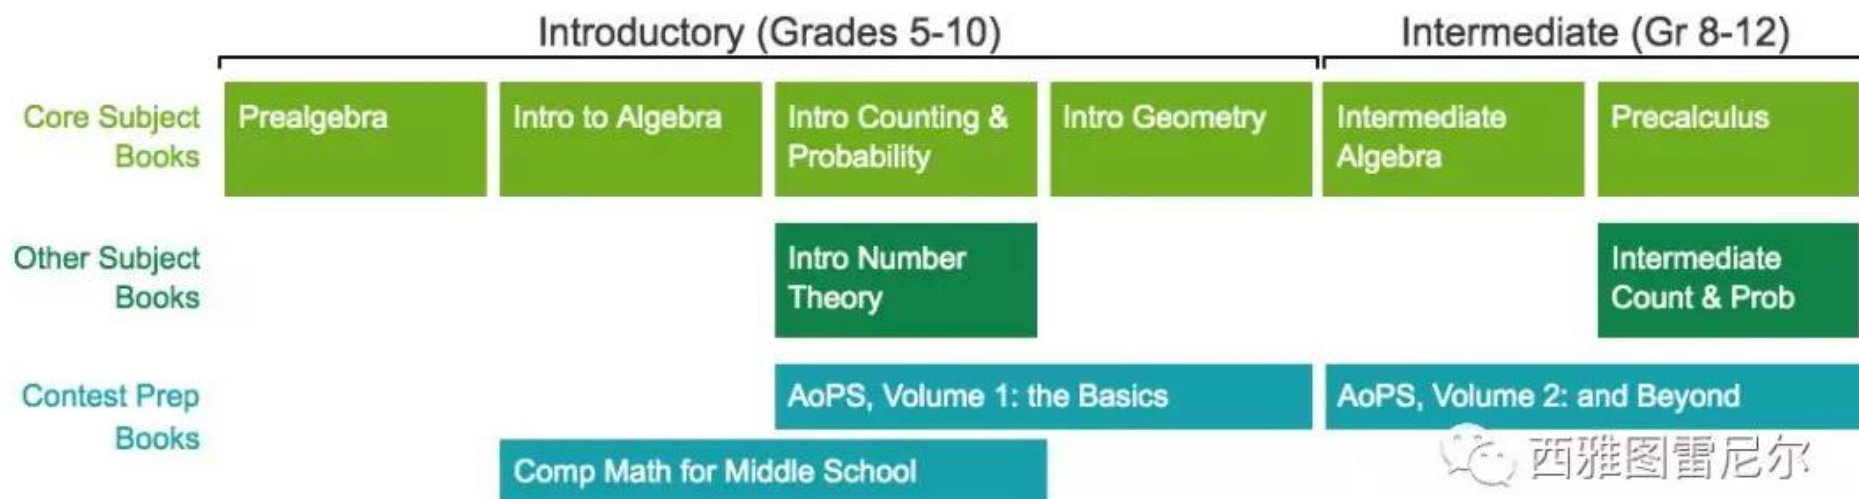 Introductory (Grades 5-10)
Intermediate (Gr 8-12)
Core Subject
Books
Prealgebra
Intro to Algebra
Intro Counting &
Probability
Intro Geometry
Intermediate
Algebra
Precalculus
Other Subject
Books
Intro Number
Theory
Intermediate
Count & Prob
Contest Prep
Books
AoPS, Volume 1: the Basics
AoPS, Volume 2: and Beyond
Comp Math for Middle School
西雅图雷尼尔